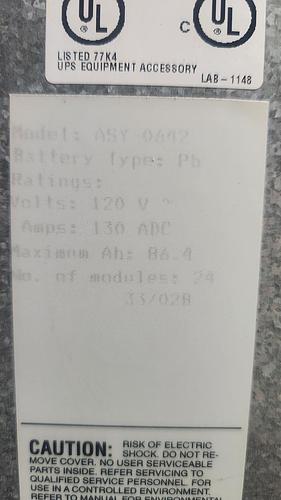 UL
®
C UL
®
LISTED 77K4
UPS EQUIPMENT ACCESSORY
LAB-1148
Model: ASY-0642
Battery Type: Pb
Ratings:
Volts: 120 V
Amps: 130 ADC
Maximum Ah: 86.4
No. of modules: 24
33/02B
CAUTION: RISK OF ELECTRIC
SHOCK. DO NOT RE-
MOVE COVER. NO USER SERVICEABLE
PARTS INSIDE. REFER SERVICING TO
QUALIFIED SERVICE PERSONNEL. FOR
USE IN A CONTROLLED ENVIRONMENT.
REFER TO MANUAL FOR ENVIRONMENTAL